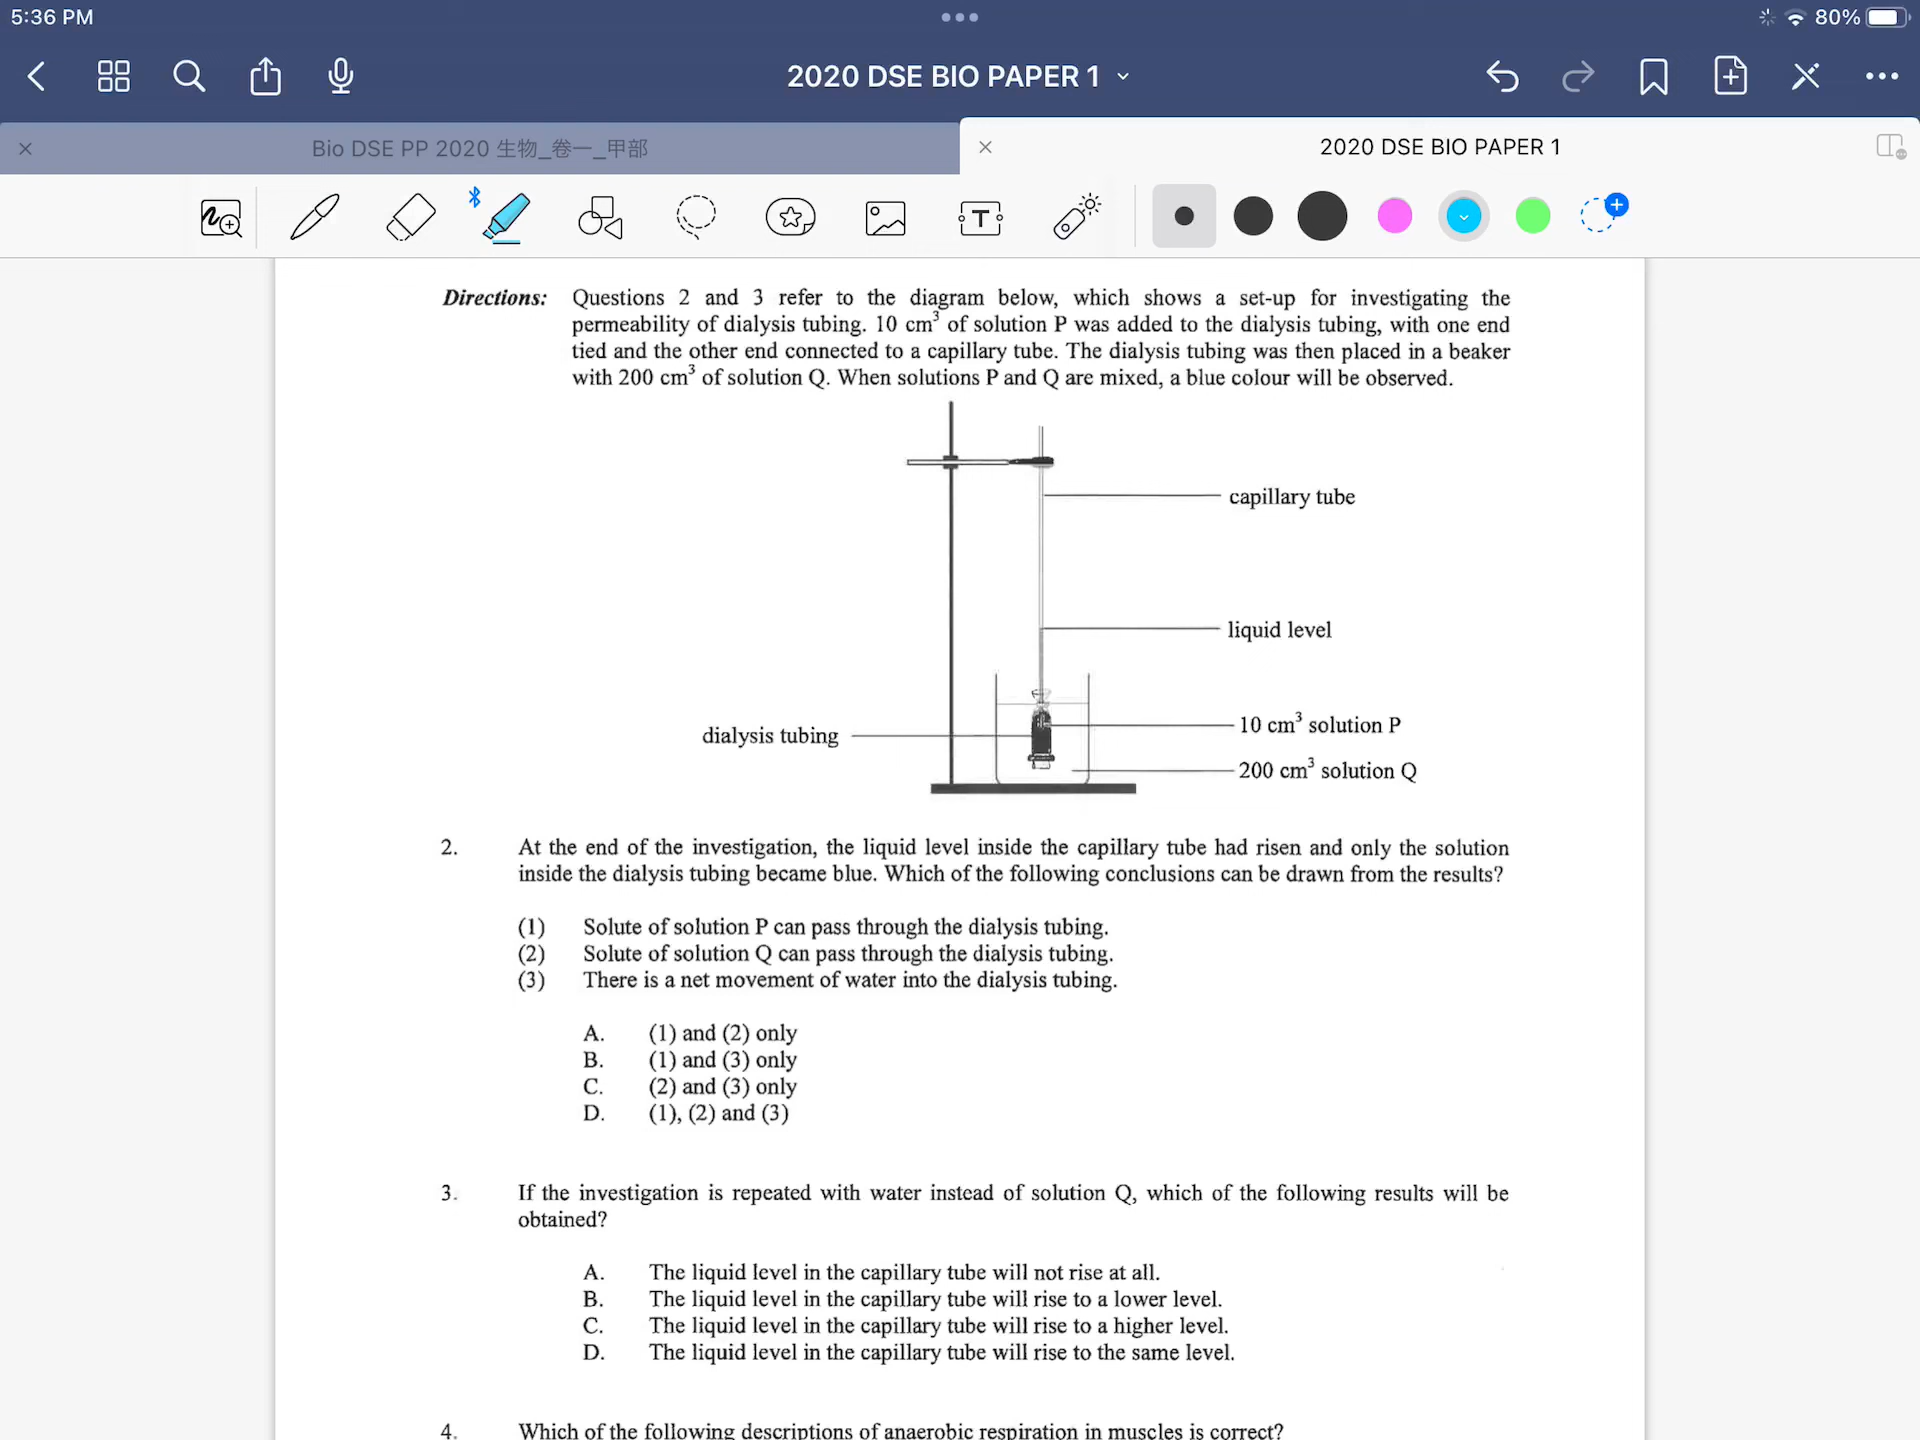 5:36 PM
80%
2020 DSE BIO PAPER 1
Bio DSE PP 2020 生物_卷一_甲部
2020 DSE BIO PAPER 1
T
Directions: Questions 2 and 3 refer to the diagram below, which shows a set-up for investigating the
permeability of dialysis tubing. 10 cm³ of solution P was added to the dialysis tubing, with one end
tied and the other end connected to a capillary tube. The dialysis tubing was then placed in a beaker
with 200 cm³ of solution Q. When solutions P and Q are mixed, a blue colour will be observed.
capillary tube
liquid level
10 cm³ solution P
dialysis tubing
200 cm³ solution Q
2. At the end of the investigation, the liquid level inside the capillary tube had risen and only the solution
inside the dialysis tubing became blue. Which of the following conclusions can be drawn from the results?
(1) Solute of solution P can pass through the dialysis tubing.
(2) Solute of solution Q can pass through the dialysis tubing.
(3) There is a net movement of water into the dialysis tubing.
A. (1) and (2) only
B. (1) and (3) only
C. (2) and (3) only
D. (1), (2) and (3)
3. If the investigation is repeated with water instead of solution Q, which of the following results will be
obtained?
A. The liquid level in the capillary tube will not rise at all.
B. The liquid level in the capillary tube will rise to a lower level.
C. The liquid level in the capillary tube will rise to a higher level.
D. The liquid level in the capillary tube will rise to the same level.
4. Which of the following descriptions of anaerobic respiration in muscles is correct?